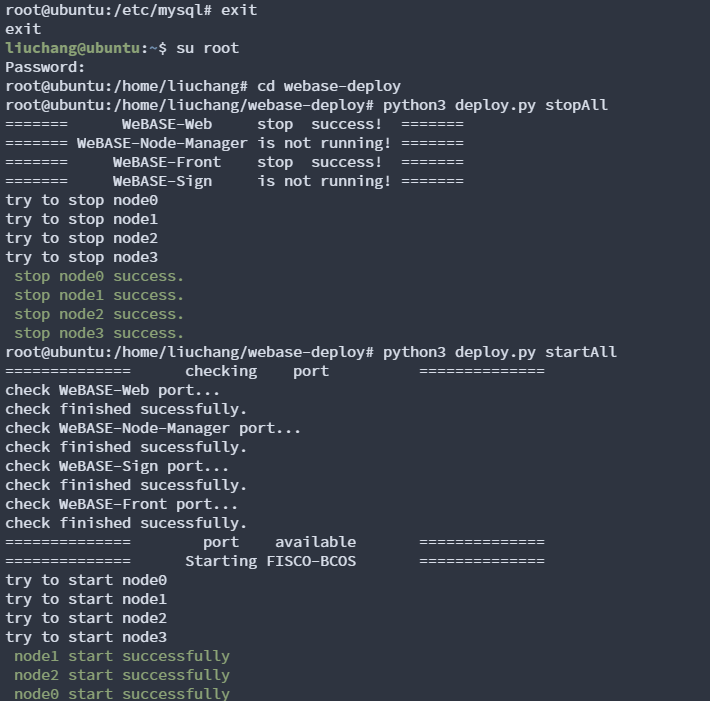 root@ubuntu:/etc/mysql# exit
exit
liuchang@ubuntu:~$ su root
Password:
root@ubuntu:/home/liuchang# cd webase-deploy
root@ubuntu:/home/liuchang/webase-deploy# python3 deploy.py stopAll
======= WeBASE-Web stop success! =======
======= WeBASE-Node-Manager is not running! =======
======= WeBASE-Front stop success! =======
======= WeBASE-Sign is not running! =======
try to stop node0
try to stop node1
try to stop node2
try to stop node3
stop node0 success.
stop node1 success.
stop node2 success.
stop node3 success.
root@ubuntu:/home/liuchang/webase-deploy# python3 deploy.py startAll
============== checking port ==============
check WeBASE-Web port...
check finished sucessfully.
check WeBASE-Node-Manager port...
check finished sucessfully.
check WeBASE-Sign port...
check finished sucessfully.
check WeBASE-Front port...
check finished sucessfully.
============== port available ==============
============== Starting FISCO-BCOS ==============
try to start node0
try to start node1
try to start node2
try to start node3
node1 start successfully
node2 start successfully
node0 start successfully